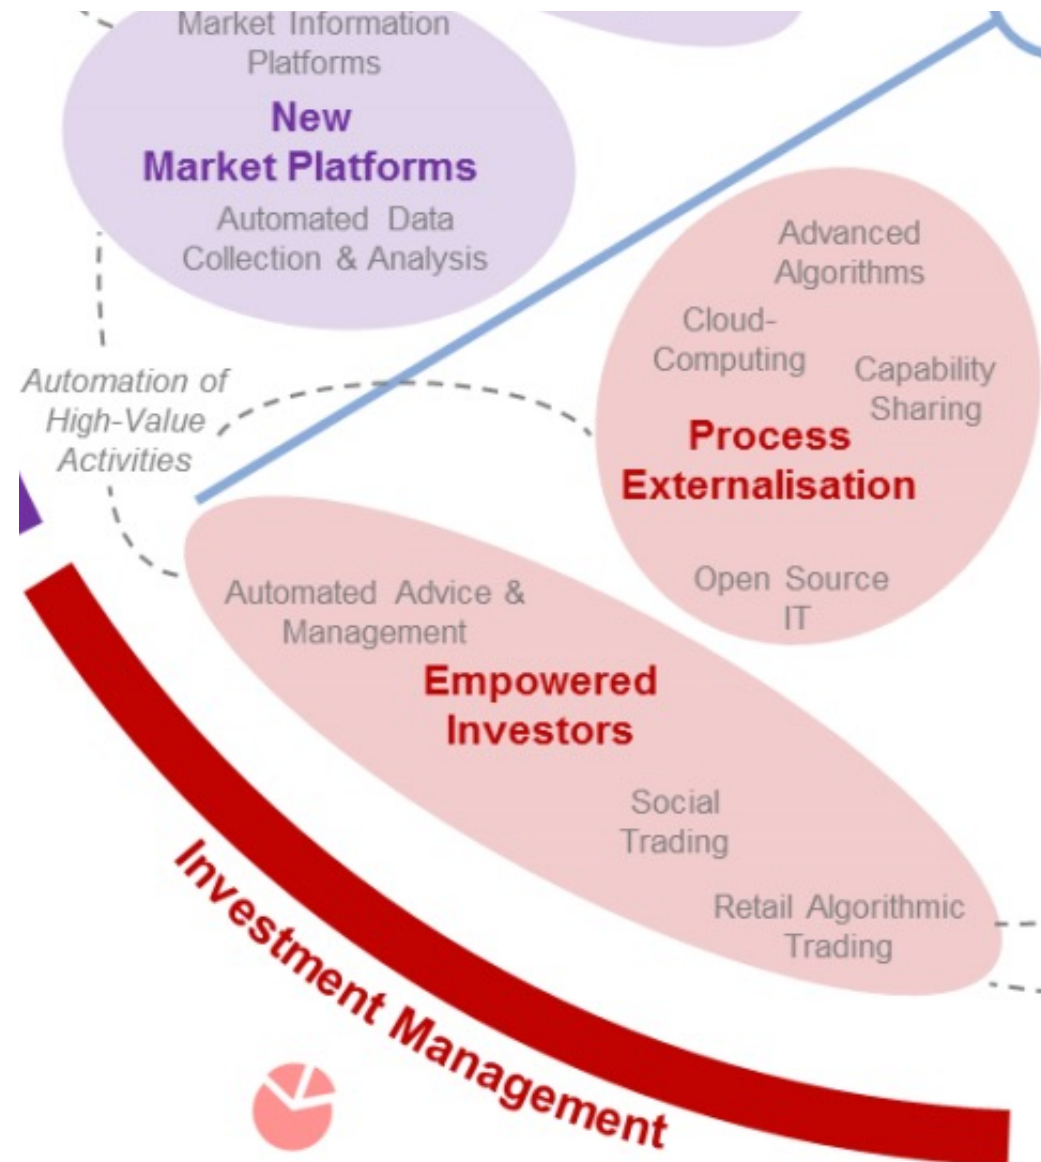 Market Information
Platforms
New
Market Platforms
Automated Data
Collection & Analysis
Advanced
Algorithms
Cloud-
Computing
Capability
Sharing
Process
Externalisation
Open Source
IT
Automation of
High-Value
Activities
Automated Advice &
Management
Empowered
Investors
Social
Trading
Retail Algorithmic
Trading
Investment Management